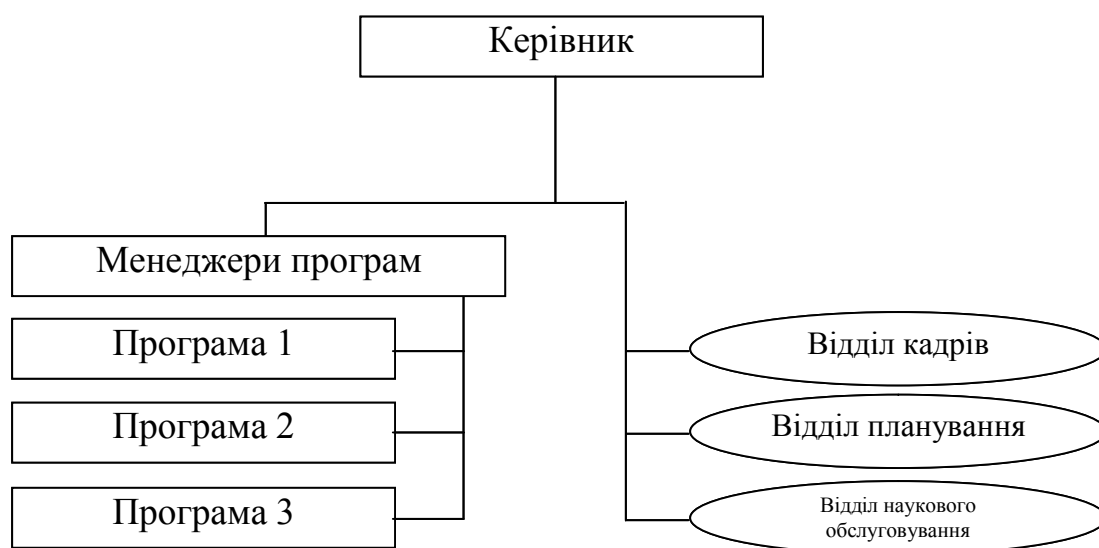 Керівник
Менеджери програм
Програма 1
Програма 2
Програма 3
Відділ кадрів
Відділ планування
Відділ наукового
обслуговування